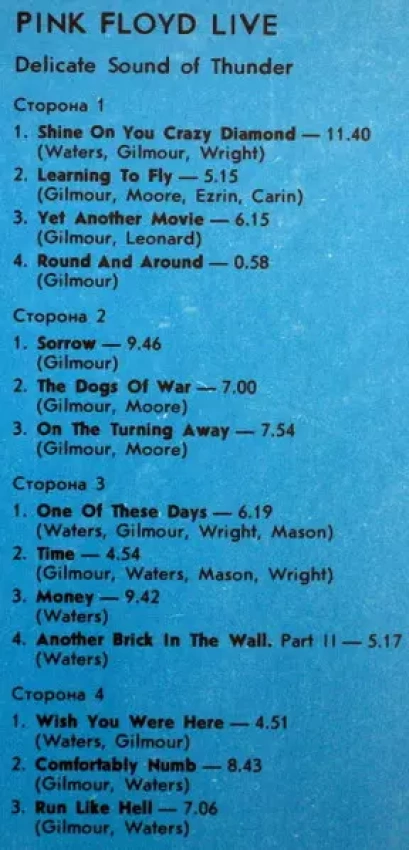 PINK FLOYD LIVE
Delicate Sound of Thunder
Сторона 1
1. Shine On You Crazy Diamond — 11.40
(Waters, Gilmour, Wright)
2. Learning To Fly — 5.15
(Gilmour, Moore, Ezrin, Carin)
3. Yet Another Movie — 6.15
(Gilmour, Leonard)
4. Round And Around — 0.58
(Gilmour)
Сторона 2
1. Sorrow — 9.46
(Gilmour)
2. The Dogs Of War — 7.00
(Gilmour, Moore)
3. On The Turning Away — 7.54
(Gilmour, Moore)
Сторона 3
1. One Of These Days — 6.19
(Waters, Gilmour, Wright, Mason)
2. Time — 4.54
(Gilmour, Waters, Mason, Wright)
3. Money — 9.42
(Waters)
4. Another Brick In The Wall. Part II — 5.17
(Waters)
Сторона 4
1. Wish You Were Here — 4.51
(Waters, Gilmour)
2. Comfortably Numb — 8.43
(Gilmour, Waters)
3. Run Like Hell — 7.06
(Gilmour, Waters)